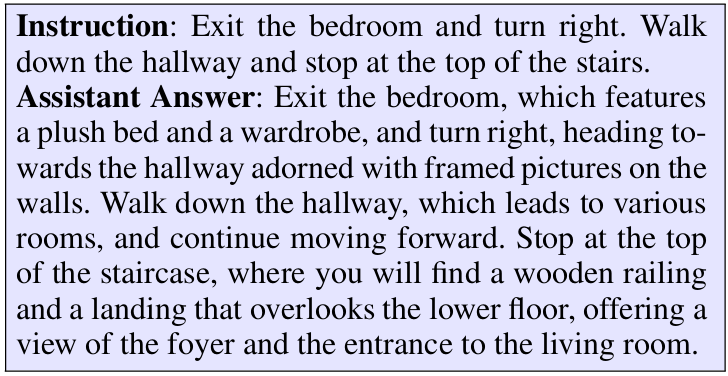 Instruction: Exit the bedroom and turn right. Walk
down the hallway and stop at the top of the stairs.
Assistant Answer: Exit the bedroom, which features
a plush bed and a wardrobe, and turn right, heading to-
wards the hallway adorned with framed pictures on the
walls. Walk down the hallway, which leads to various
rooms, and continue moving forward. Stop at the top
of the staircase, where you will find a wooden railing
and a landing that overlooks the lower floor, offering a
view of the foyer and the entrance to the living room.